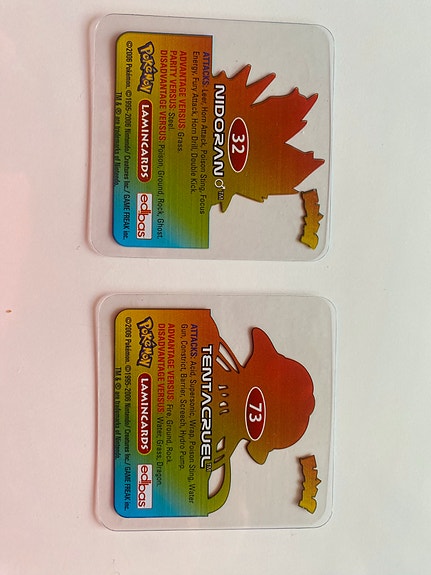 32
NIDORAN♂™
ATTACKS: Leer, Horn Attack, Poison Sting, Focus
Energy, Fury Attack, Horn Drill, Double Kick.
ADVANTAGE VERSUS: Grass.
PARITY VERSUS: Steel.
DISADVANTAGE VERSUS: Poison, Ground, Rock, Ghost.
POKéMON LAMINCARDS edibas
©2006 Pokémon. ©1995-2006 Nintendo/ Creatures inc./ GAME FREAK inc.
TM & ® are trademarks of Nintendo.
73
TENTACRUEL™
ATTACKS: Acid, Supersonic, Wrap, Poison Sting, Water
Gun, Constrict, Barrier, Screech, Hydro Pump.
ADVANTAGE VERSUS: Fire, Ground, Rock.
DISADVANTAGE VERSUS: Water, Grass, Dragon.
POKéMON LAMINCARDS edibas
©2006 Pokémon. ©1995-2006 Nintendo/ Creatures inc./ GAME FREAK inc.
TM & ® are trademarks of Nintendo.